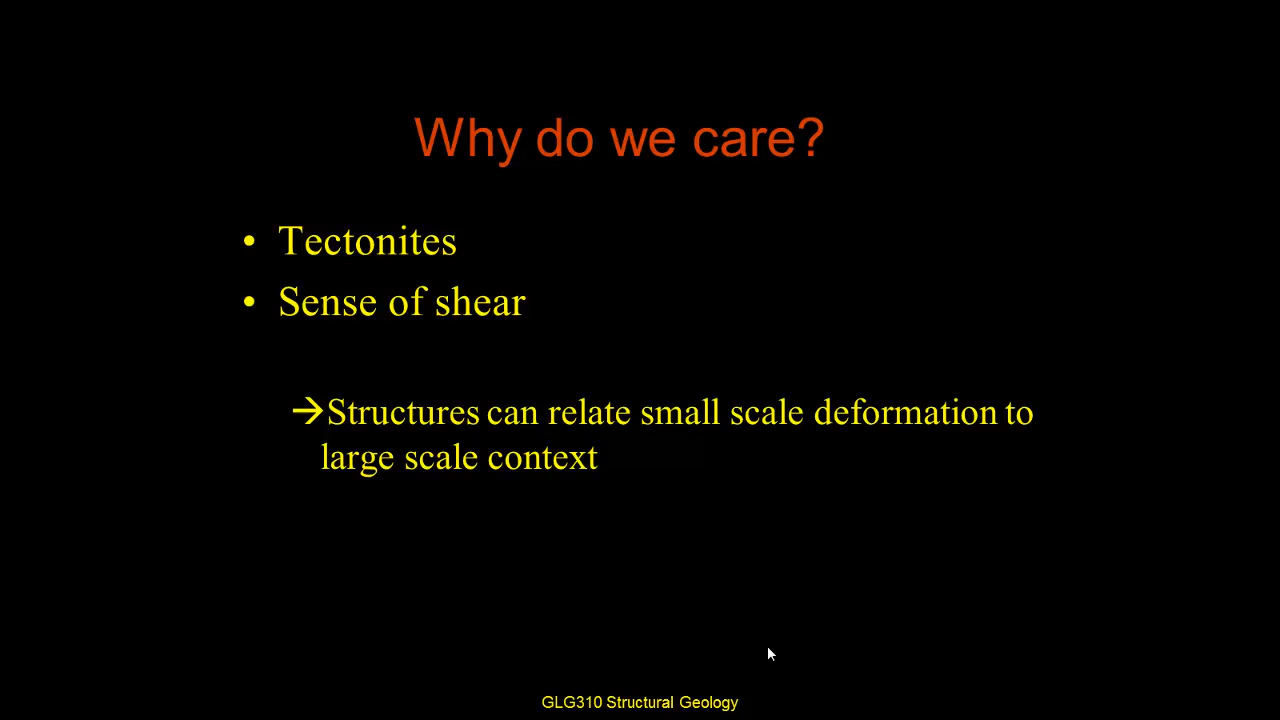 Why do we care?
• Tectonites
• Sense of shear
→Structures can relate small scale deformation to
large scale context
GLG310 Structural Geology